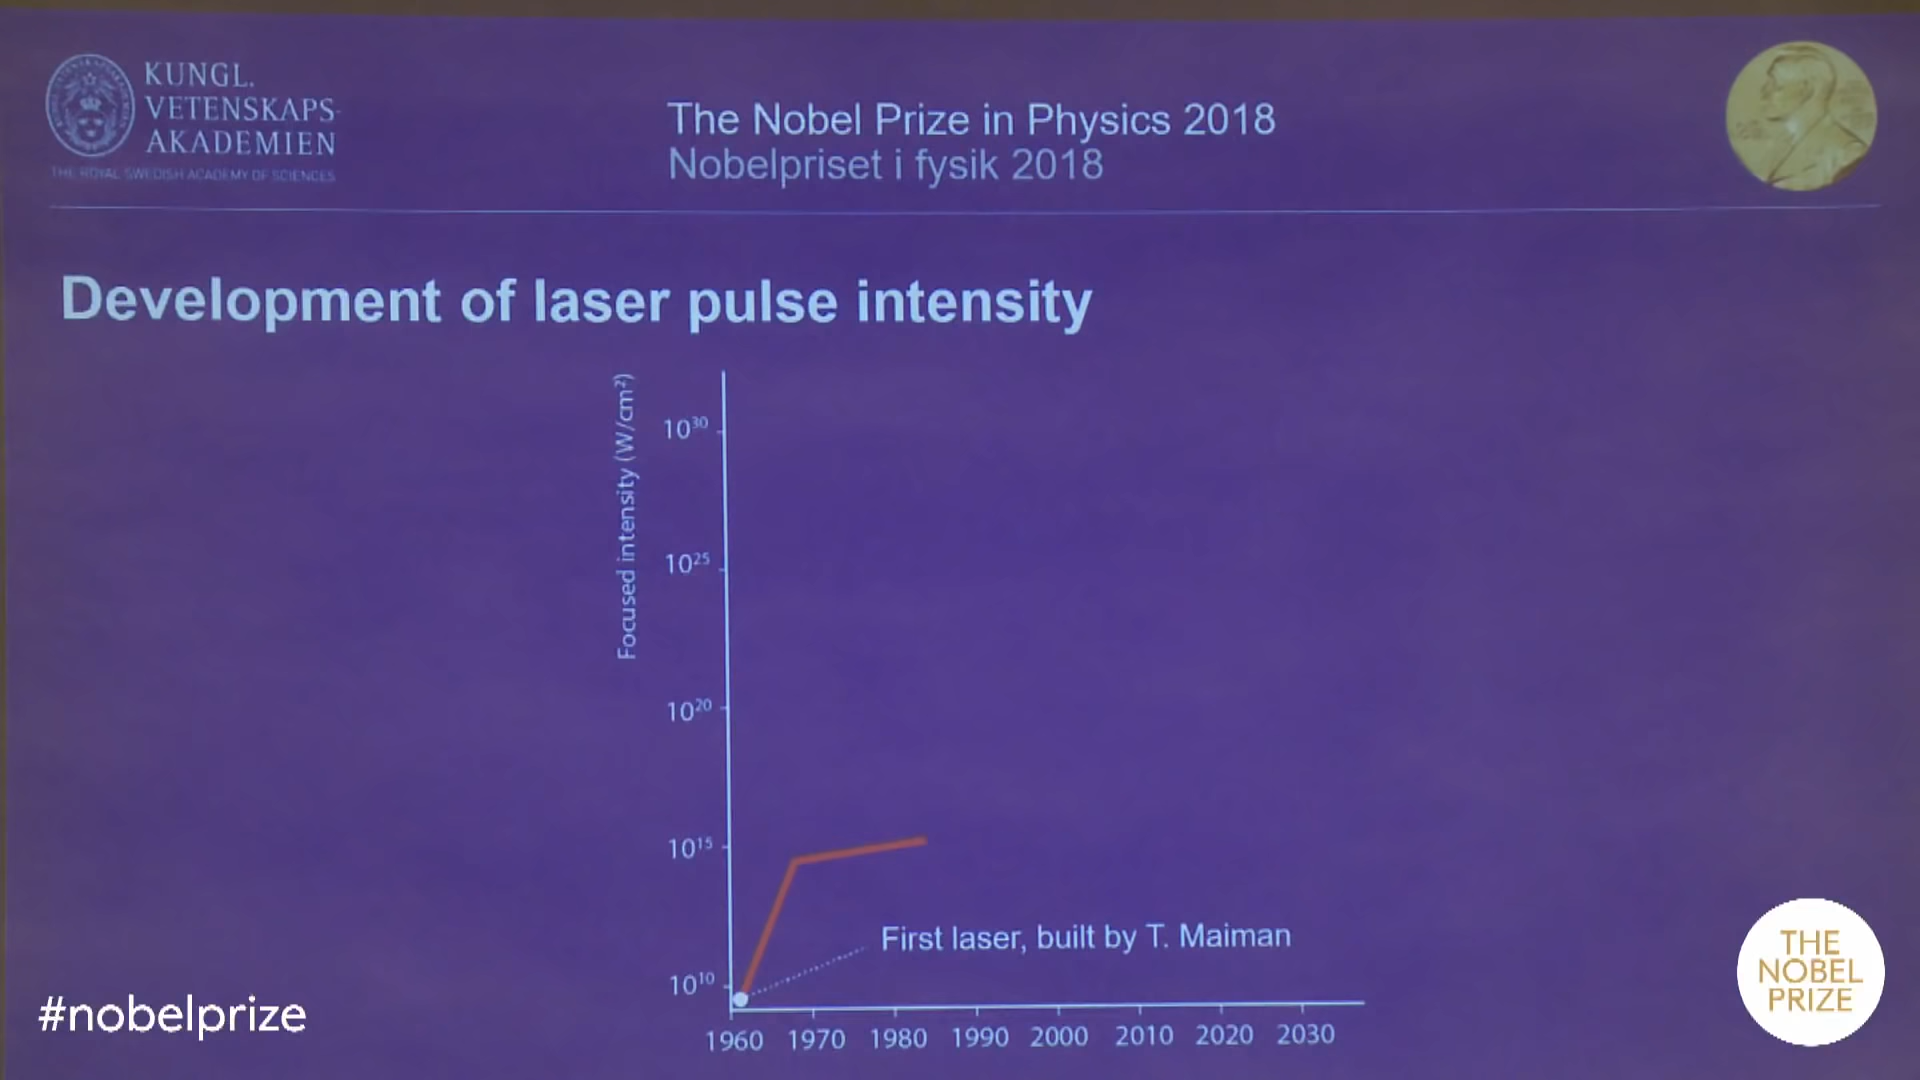 KUNGL.
VETENSKAPS-
AKADEMIEN
THE ROYAL SWEDISH ACADEMY OF SCIENCES
The Nobel Prize in Physics 2018
Nobelpriset i fysik 2018
Development of laser pulse intensity
Focused intensity (W/cm²)
10³⁰
10²⁵
10²⁰
10¹⁵
10¹⁰
First laser, built by T. Maiman
1960 1970 1980 1990 2000 2010 2020 2030
#nobelprize
THE
NOBEL
PRIZE